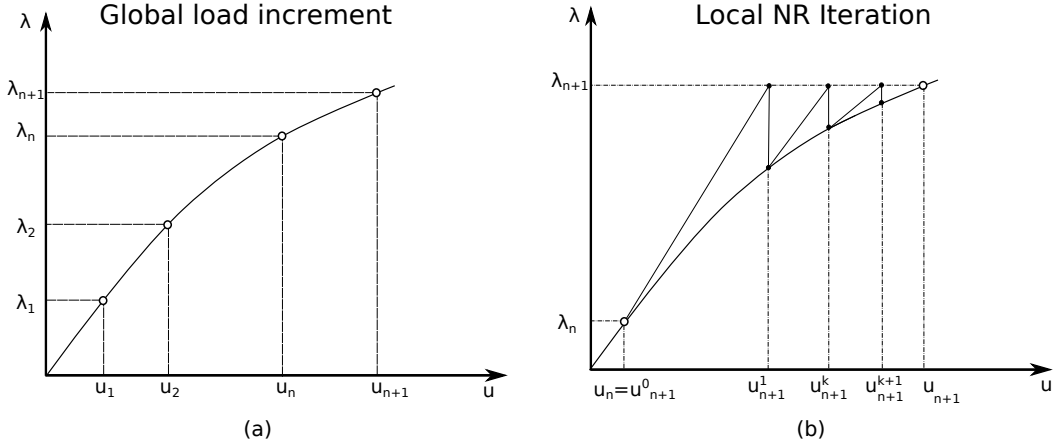 Global load increment
λ
λₙ₊₁
λₙ
λ₂
λ₁
u₁
u₂
uₙ
uₙ₊₁
u
(a)
Local NR Iteration
λ
λₙ₊₁
λₙ
uₙ=u⁰ₙ₊₁
u¹ₙ₊₁
uᵏₙ₊₁
uᵏ⁺¹ₙ₊₁
uₙ₊₁
u
(b)